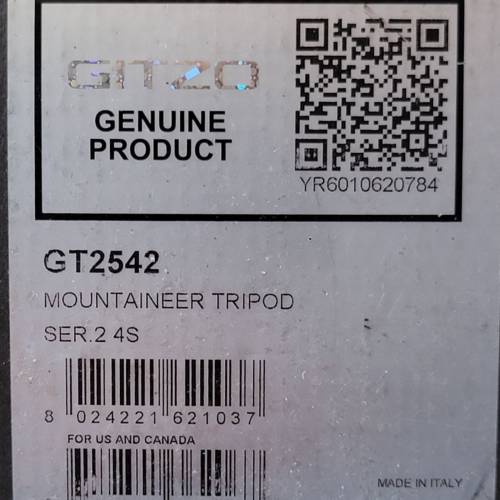 GITZO
GENUINE
PRODUCT
YR6010620784
GT2542
MOUNTAINEER TRIPOD
SER.2 4S
8 024221 621037
FOR US AND CANADA
MADE IN ITALY